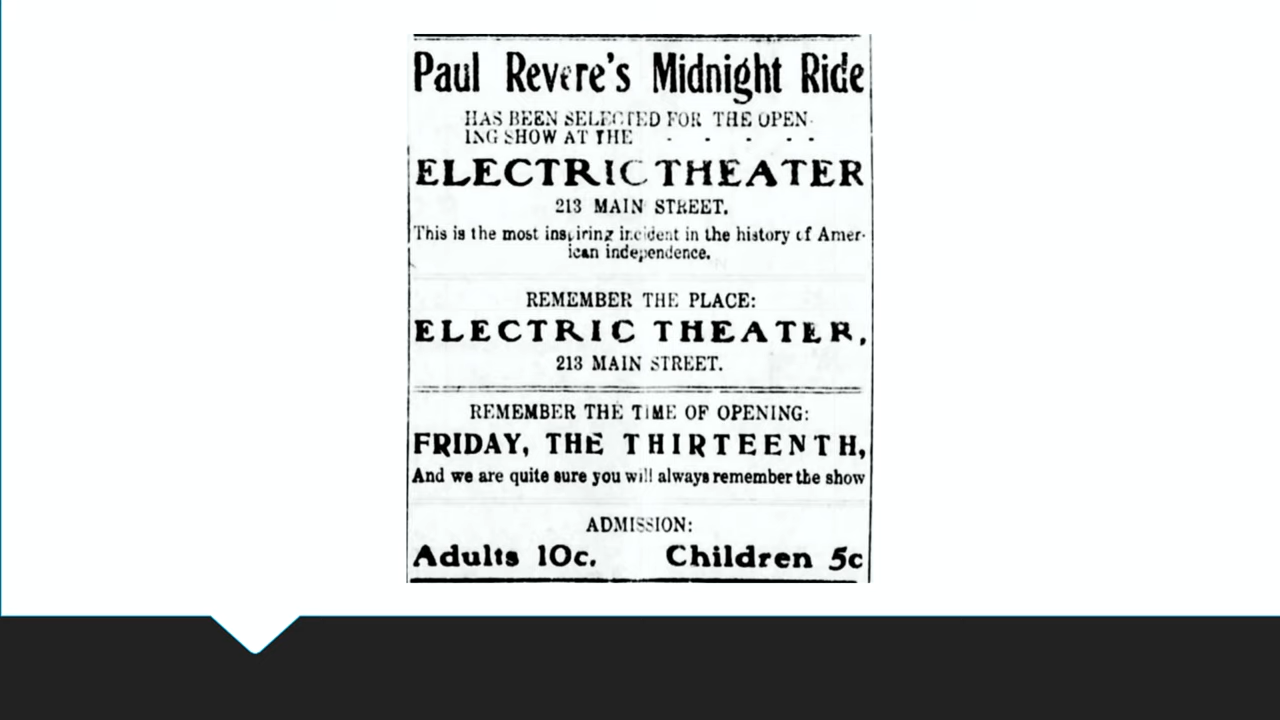 Paul Revere's Midnight Ride
HAS BEEN SELECTED FOR THE OPEN-
ING SHOW AT THE - - - - -
ELECTRIC THEATER
213 MAIN STREET.
This is the most inspiring incident in the history of Amer-
ican independence.
REMEMBER THE PLACE:
ELECTRIC THEATER,
213 MAIN STREET.
REMEMBER THE TIME OF OPENING:
FRIDAY, THE THIRTEENTH,
And we are quite sure you will always remember the show
ADMISSION:
Adults 10c. Children 5c